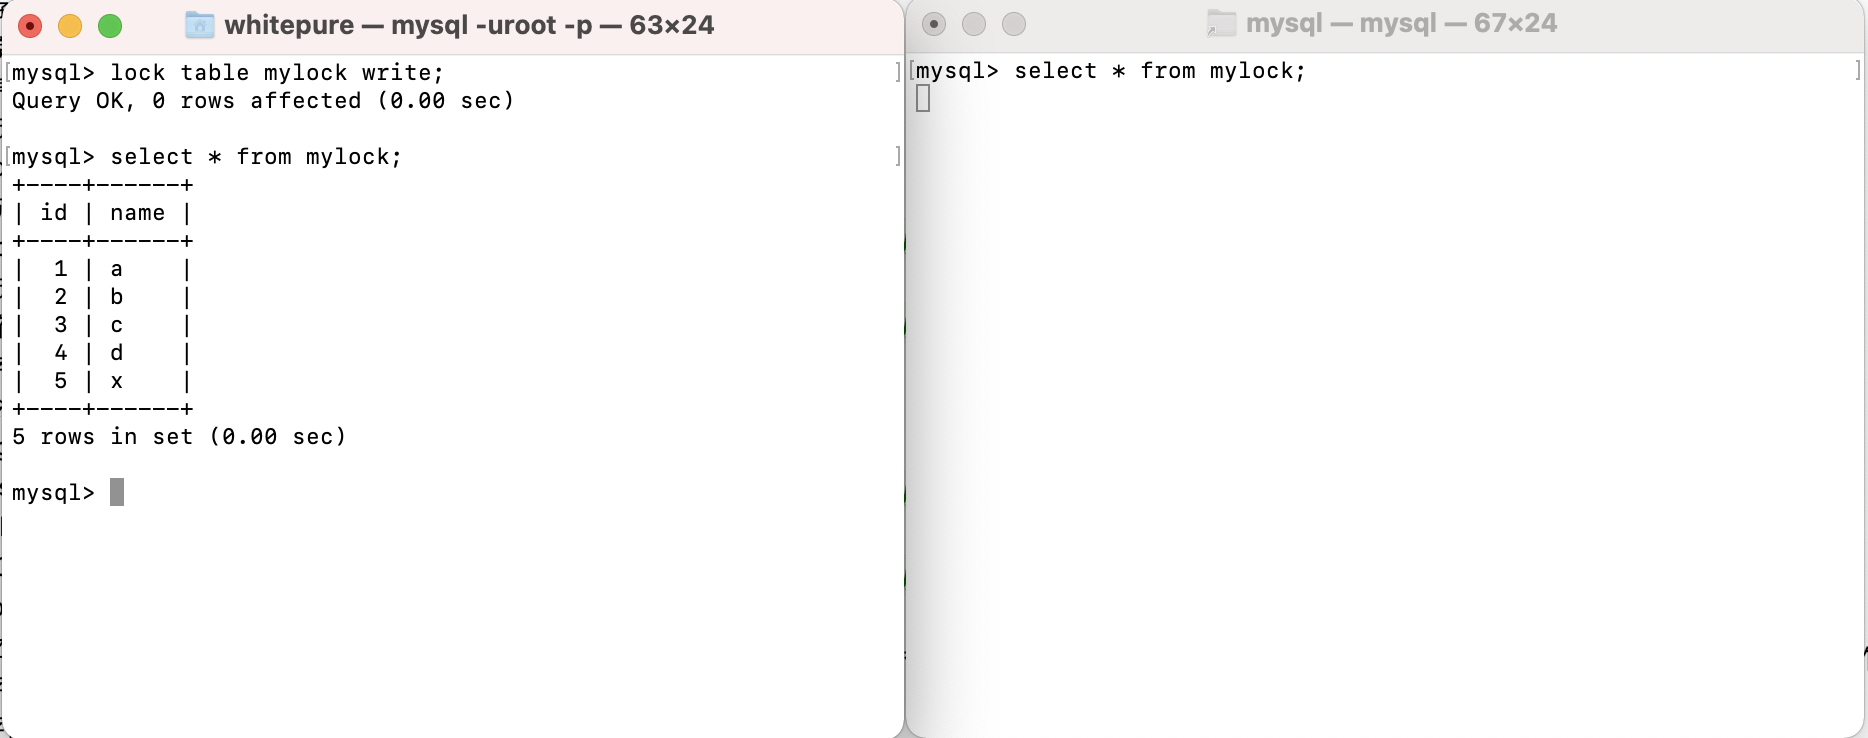 whitepure — mysql -uroot -p — 63×24
mysql> lock table mylock write;
Query OK, 0 rows affected (0.00 sec)
mysql> select * from mylock;
+----+------+
| id | name |
+----+------+
|  1 | a    |
|  2 | b    |
|  3 | c    |
|  4 | d    |
|  5 | x    |
+----+------+
5 rows in set (0.00 sec)
mysql>
mysql — mysql — 67×24
mysql> select * from mylock;